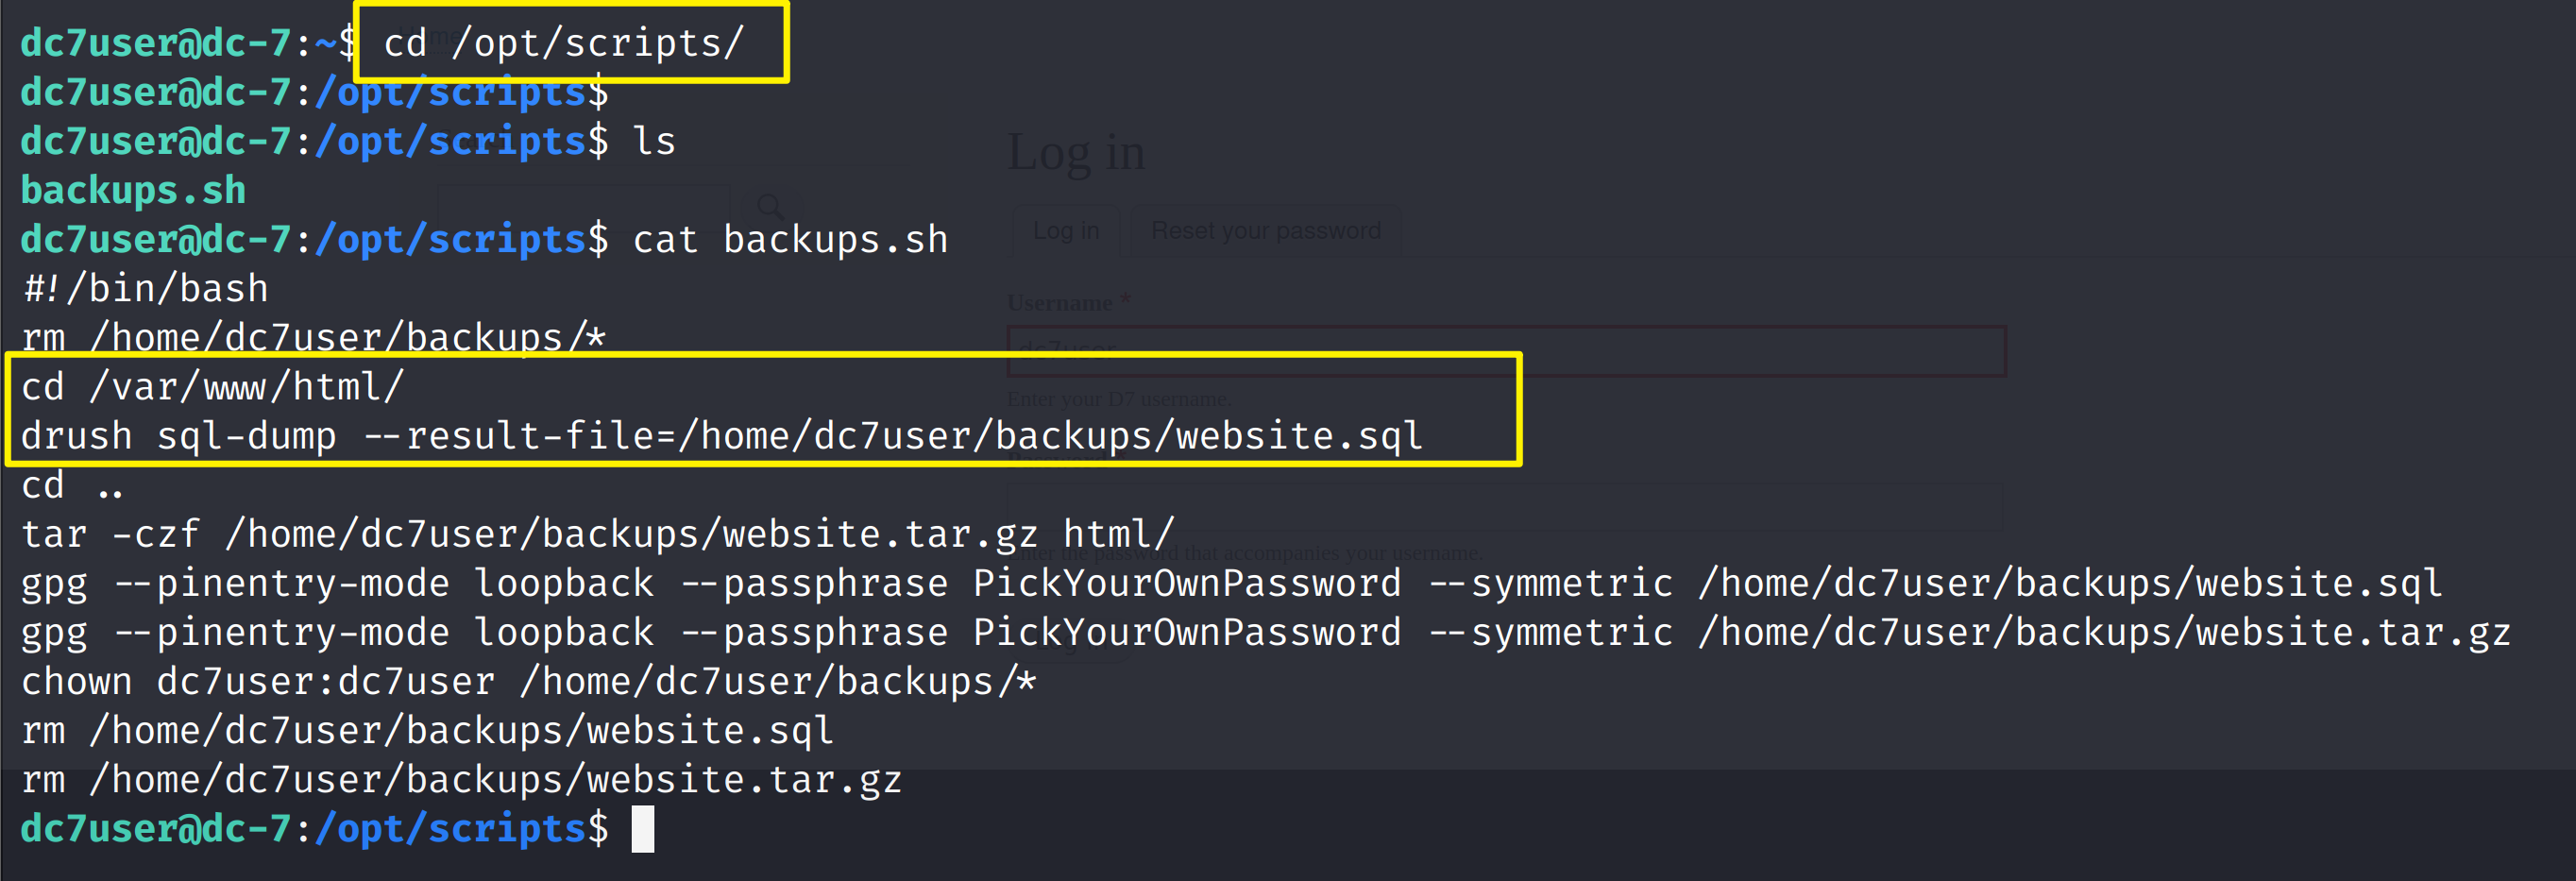 dc7user@dc-7:~$ cd /opt/scripts/
dc7user@dc-7:/opt/scripts$
dc7user@dc-7:/opt/scripts$ ls
backups.sh
dc7user@dc-7:/opt/scripts$ cat backups.sh
#!/bin/bash
rm /home/dc7user/backups/*
cd /var/www/html/
drush sql-dump --result-file=/home/dc7user/backups/website.sql
cd ..
tar -czf /home/dc7user/backups/website.tar.gz html/
gpg --pinentry-mode loopback --passphrase PickYourOwnPassword --symmetric /home/dc7user/backups/website.sql
gpg --pinentry-mode loopback --passphrase PickYourOwnPassword --symmetric /home/dc7user/backups/website.tar.gz
chown dc7user:dc7user /home/dc7user/backups/*
rm /home/dc7user/backups/website.sql
rm /home/dc7user/backups/website.tar.gz
dc7user@dc-7:/opt/scripts$
Log in
Log in Reset your password
Username *
dc7user
Enter your D7 username.
the password that accompanies your username.